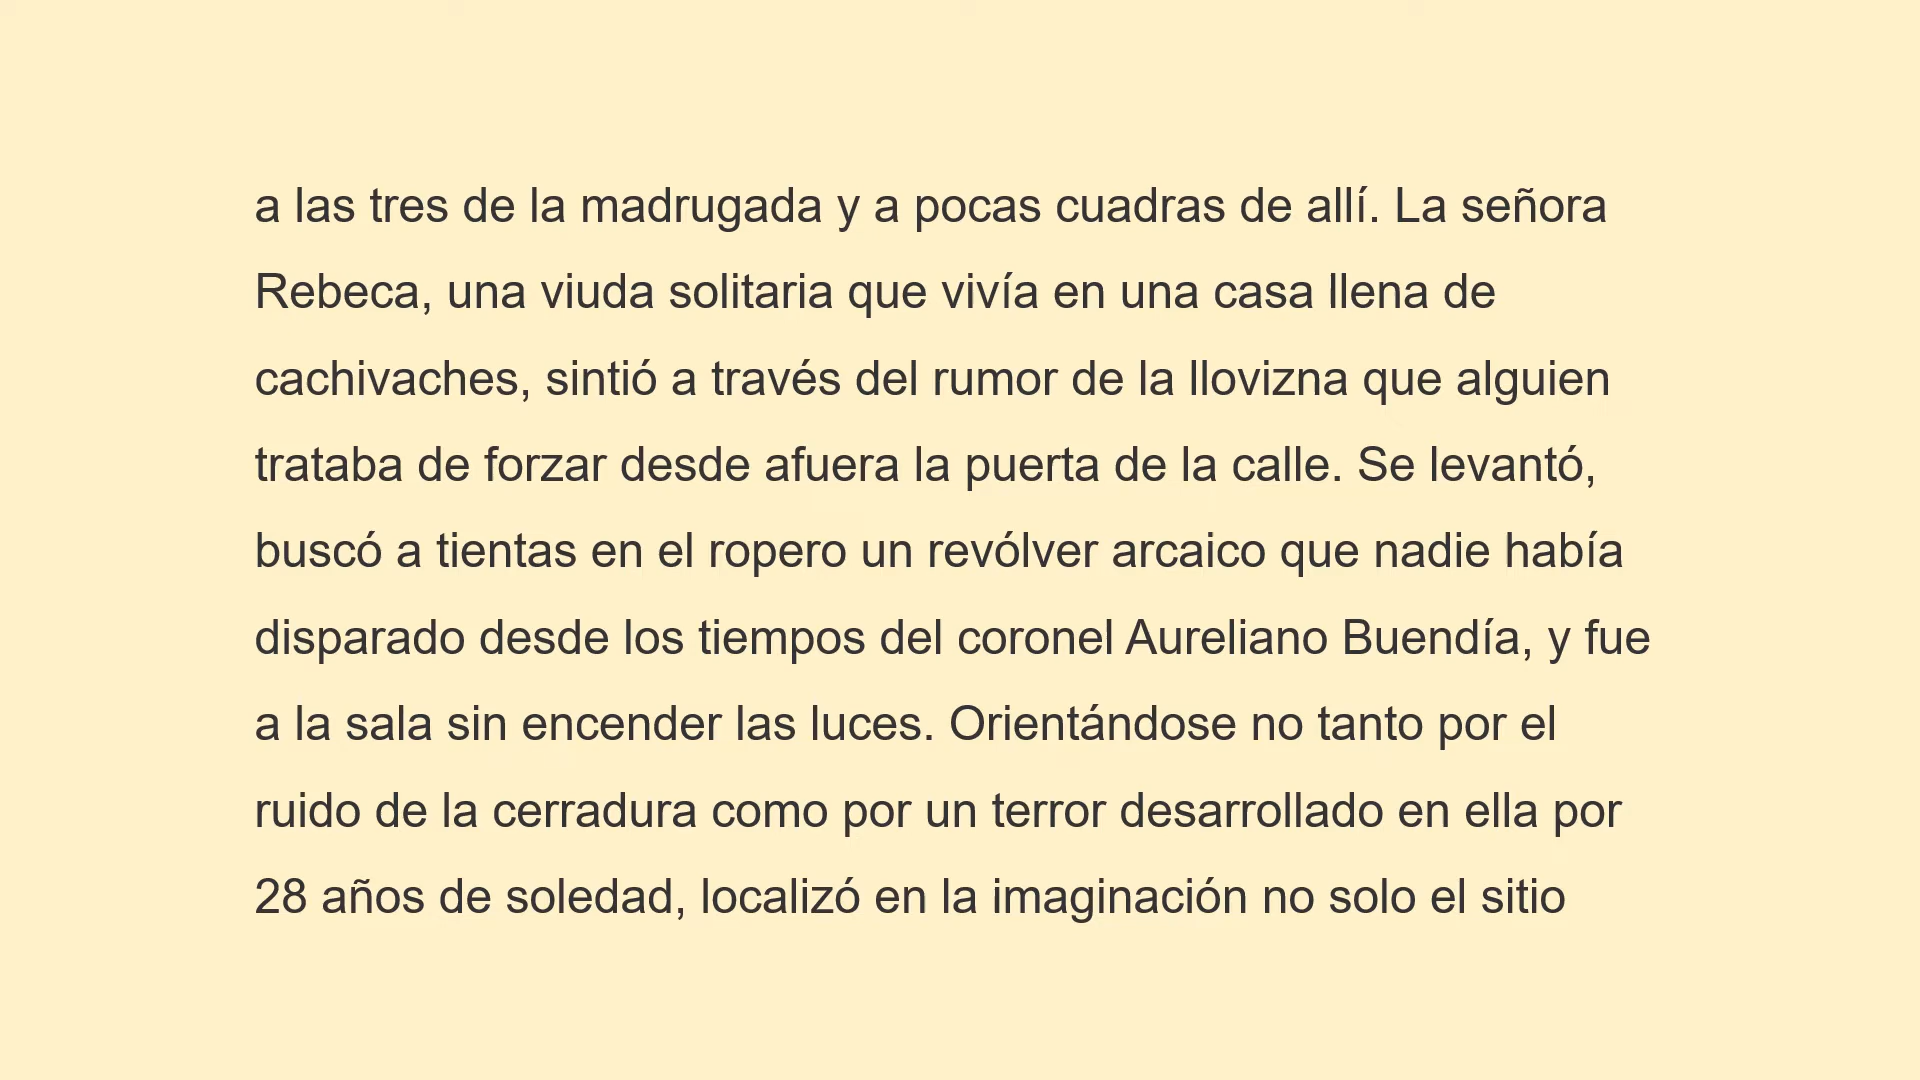 a las tres de la madrugada y a pocas cuadras de allí. La señora
Rebeca, una viuda solitaria que vivía en una casa llena de
cachivaches, sintió a través del rumor de la llovizna que alguien
trataba de forzar desde afuera la puerta de la calle. Se levantó,
buscó a tientas en el ropero un revólver arcaico que nadie había
disparado desde los tiempos del coronel Aureliano Buendía, y fue
a la sala sin encender las luces. Orientándose no tanto por el
ruido de la cerradura como por un terror desarrollado en ella por
28 años de soledad, localizó en la imaginación no solo el sitio